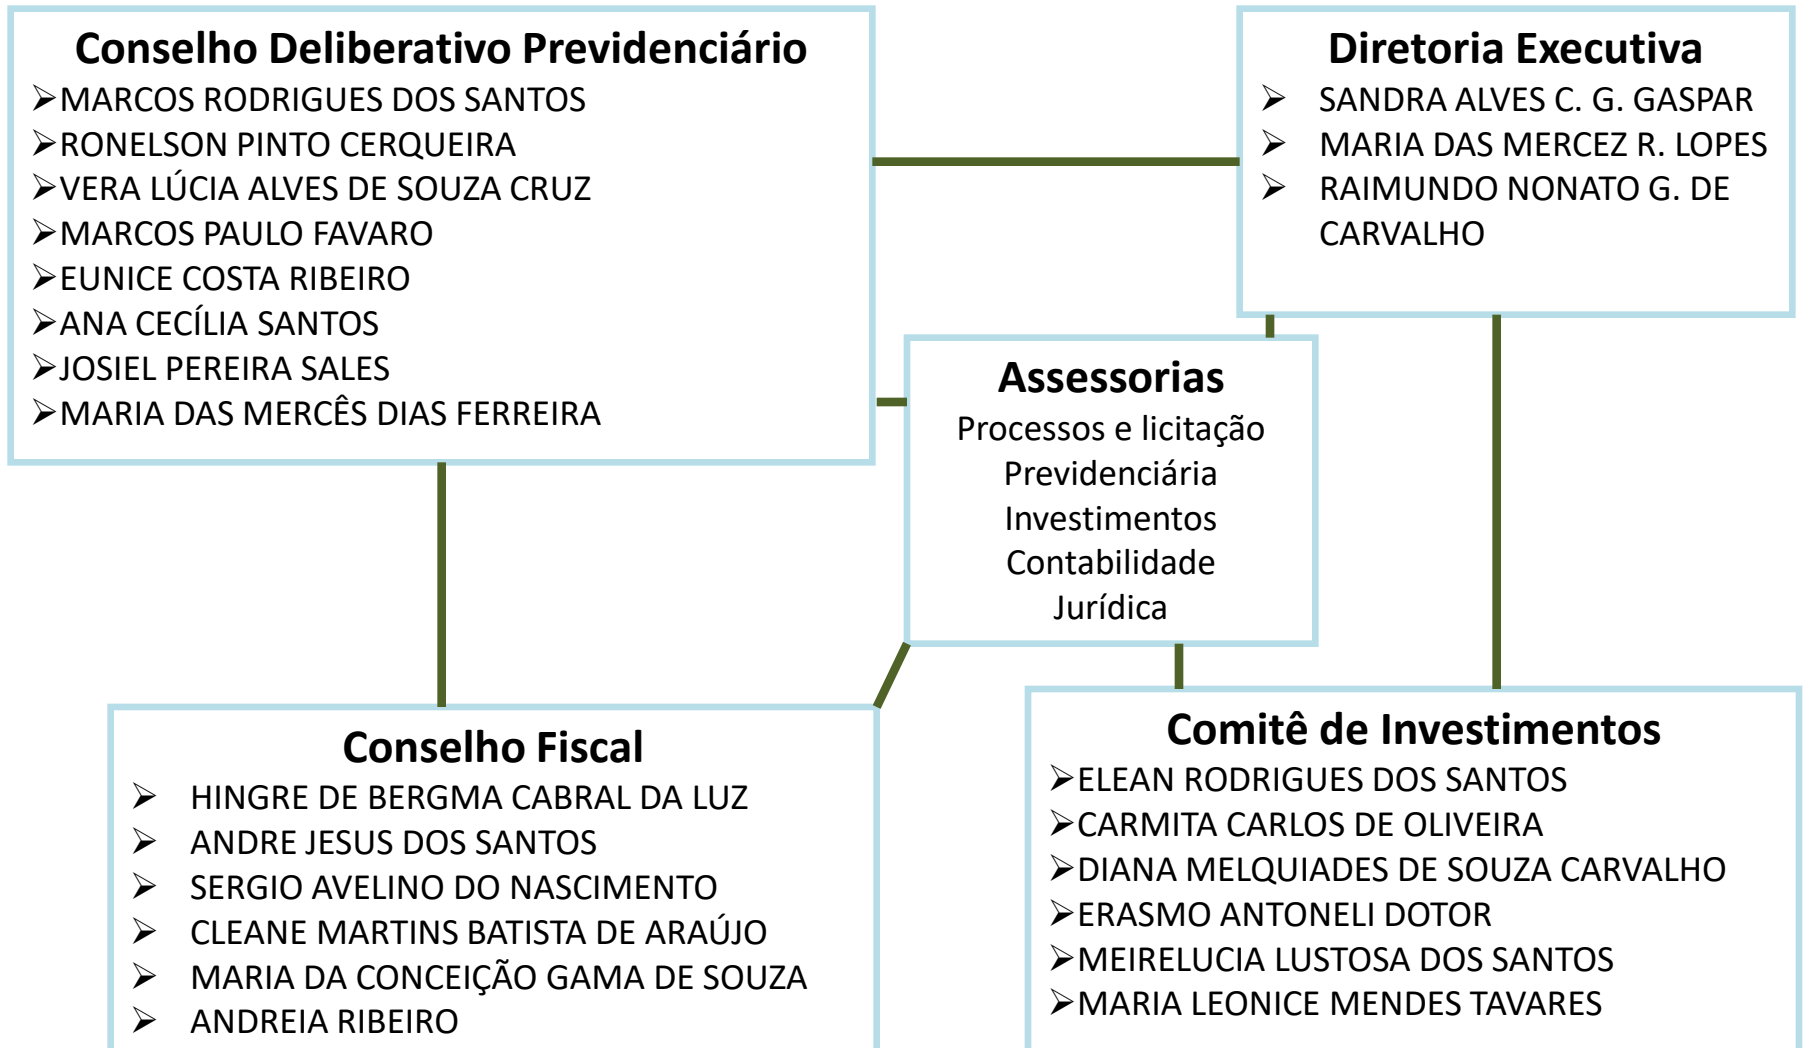 Conselho Deliberativo Previdenciário
➢MARCOS RODRIGUES DOS SANTOS
➢RONELSON PINTO CERQUEIRA
➢VERA LÚCIA ALVES DE SOUZA CRUZ
➢MARCOS PAULO FAVARO
➢EUNICE COSTA RIBEIRO
➢ANA CECÍLIA SANTOS
➢JOSIEL PEREIRA SALES
➢MARIA DAS MERCÊS DIAS FERREIRA
Diretoria Executiva
➢ SANDRA ALVES C. G. GASPAR
➢ MARIA DAS MERCEZ R. LOPES
➢ RAIMUNDO NONATO G. DE
CARVALHO
Assessorias
Processos e licitação
Previdenciária
Investimentos
Contabilidade
Jurídica
Conselho Fiscal
➢ HINGRE DE BERGMA CABRAL DA LUZ
➢ ANDRE JESUS DOS SANTOS
➢ SERGIO AVELINO DO NASCIMENTO
➢ CLEANE MARTINS BATISTA DE ARAÚJO
➢ MARIA DA CONCEIÇÃO GAMA DE SOUZA
➢ ANDREIA RIBEIRO
Comitê de Investimentos
➢ELEAN RODRIGUES DOS SANTOS
➢CARMITA CARLOS DE OLIVEIRA
➢DIANA MELQUIADES DE SOUZA CARVALHO
➢ERASMO ANTONELI DOTOR
➢MEIRELUCIA LUSTOSA DOS SANTOS
➢MARIA LEONICE MENDES TAVARES